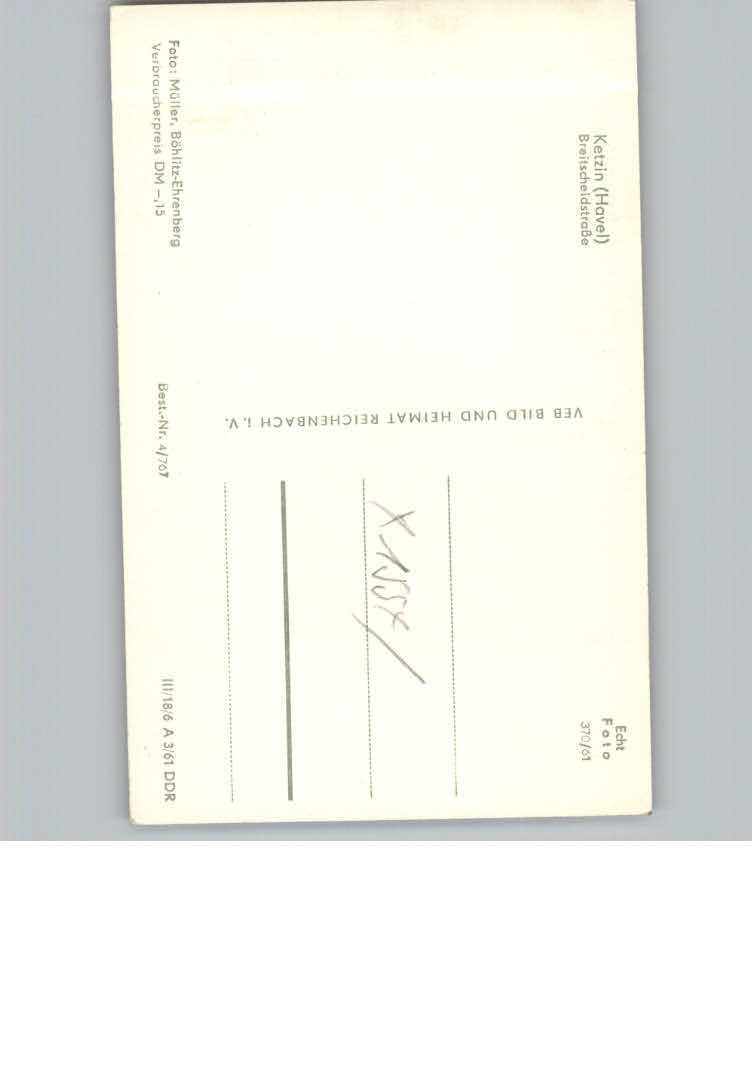 Ketzin (Havel)
Breitscheidstraße
Echt
Foto
370/61
VEB BILD UND HEIMAT REICHENBACH i. V.
Foto: Müller, Böhlitz-Ehrenberg
Verbraucherpreis DM –,15
Best.-Nr. 4/767
III/18/6 A 3/61 DDR